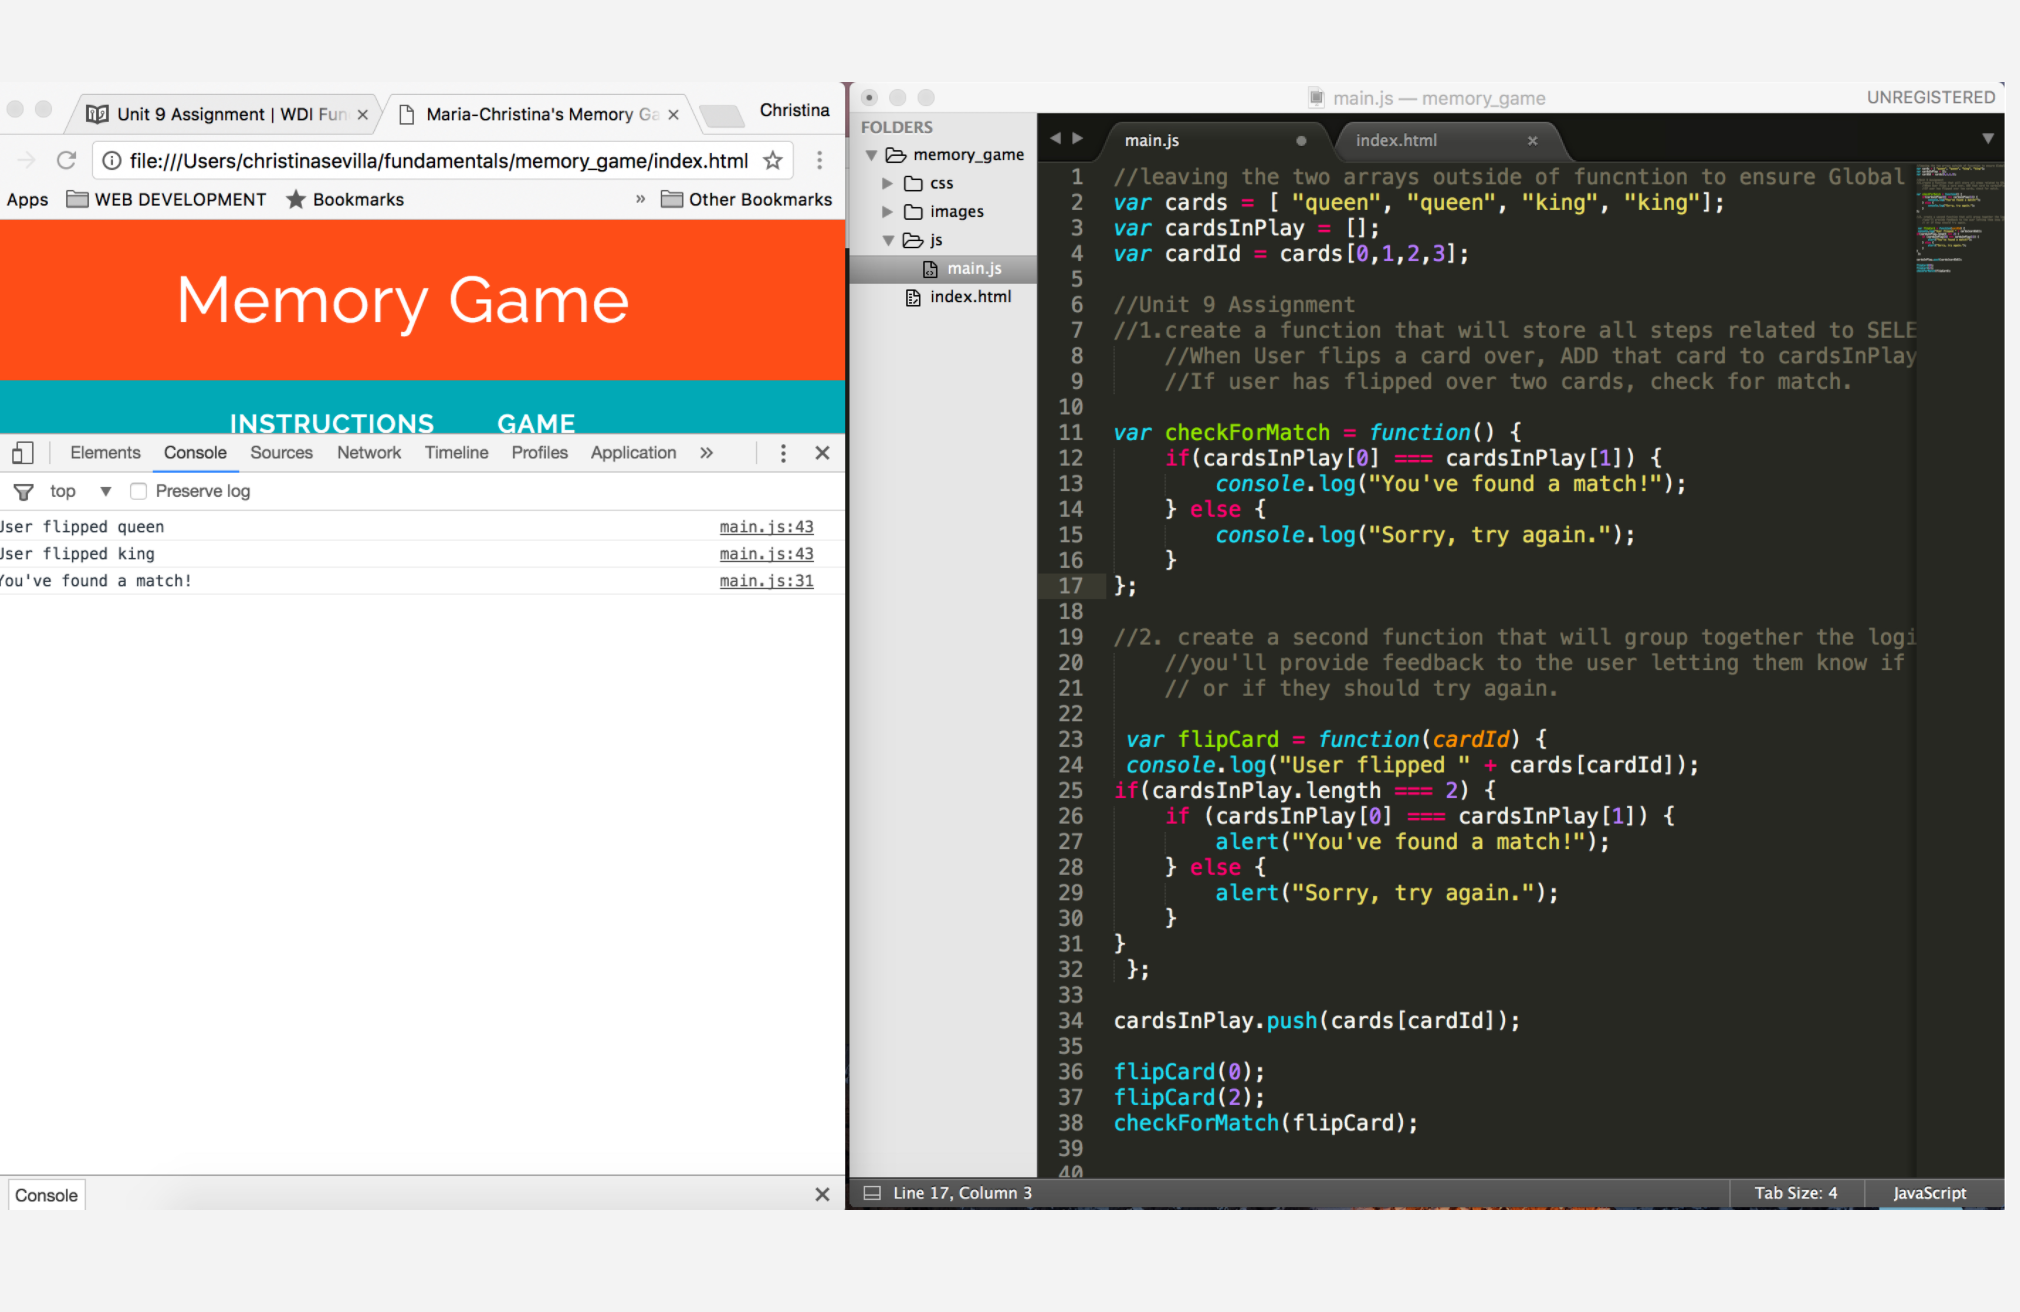 Unit 9 Assignment | WDI Fun
Maria-Christina's Memory Ga
Christina
file:///Users/christinasevilla/fundamentals/memory_game/index.html
Apps
WEB DEVELOPMENT
Bookmarks
»
Other Bookmarks
Memory Game
INSTRUCTIONS
GAME
Elements
Console
Sources
Network
Timeline
Profiles
Application
»
top
Preserve log
User flipped queen
main.js:43
User flipped king
main.js:43
You've found a match!
main.js:31
Console
main.js — memory_game
UNREGISTERED
FOLDERS
memory_game
css
images
js
main.js
index.html
main.js
index.html
1 //leaving the two arrays outside of funcntion to ensure Global
2 var cards = [ "queen", "queen", "king", "king"];
3 var cardsInPlay = [];
4 var cardId = cards[0,1,2,3];
5
6 //Unit 9 Assignment
7 //1.create a function that will store all steps related to SELE
8 //When User flips a card over, ADD that card to cardsInPlay
9 //If user has flipped over two cards, check for match.
10
11 var checkForMatch = function() {
12 if(cardsInPlay[0] === cardsInPlay[1]) {
13 console.log("You've found a match!");
14 } else {
15 console.log("Sorry, try again.");
16 }
17 };
18
19 //2. create a second function that will group together the logi
20 //you'll provide feedback to the user letting them know if
21 // or if they should try again.
22
23 var flipCard = function(cardId) {
24 console.log("User flipped " + cards[cardId]);
25 if(cardsInPlay.length === 2) {
26 if (cardsInPlay[0] === cardsInPlay[1]) {
27 alert("You've found a match!");
28 } else {
29 alert("Sorry, try again.");
30 }
31 }
32 };
33
34 cardsInPlay.push(cards[cardId]);
35
36 flipCard(0);
37 flipCard(2);
38 checkForMatch(flipCard);
39
40
Line 17, Column 3
Tab Size: 4
JavaScript